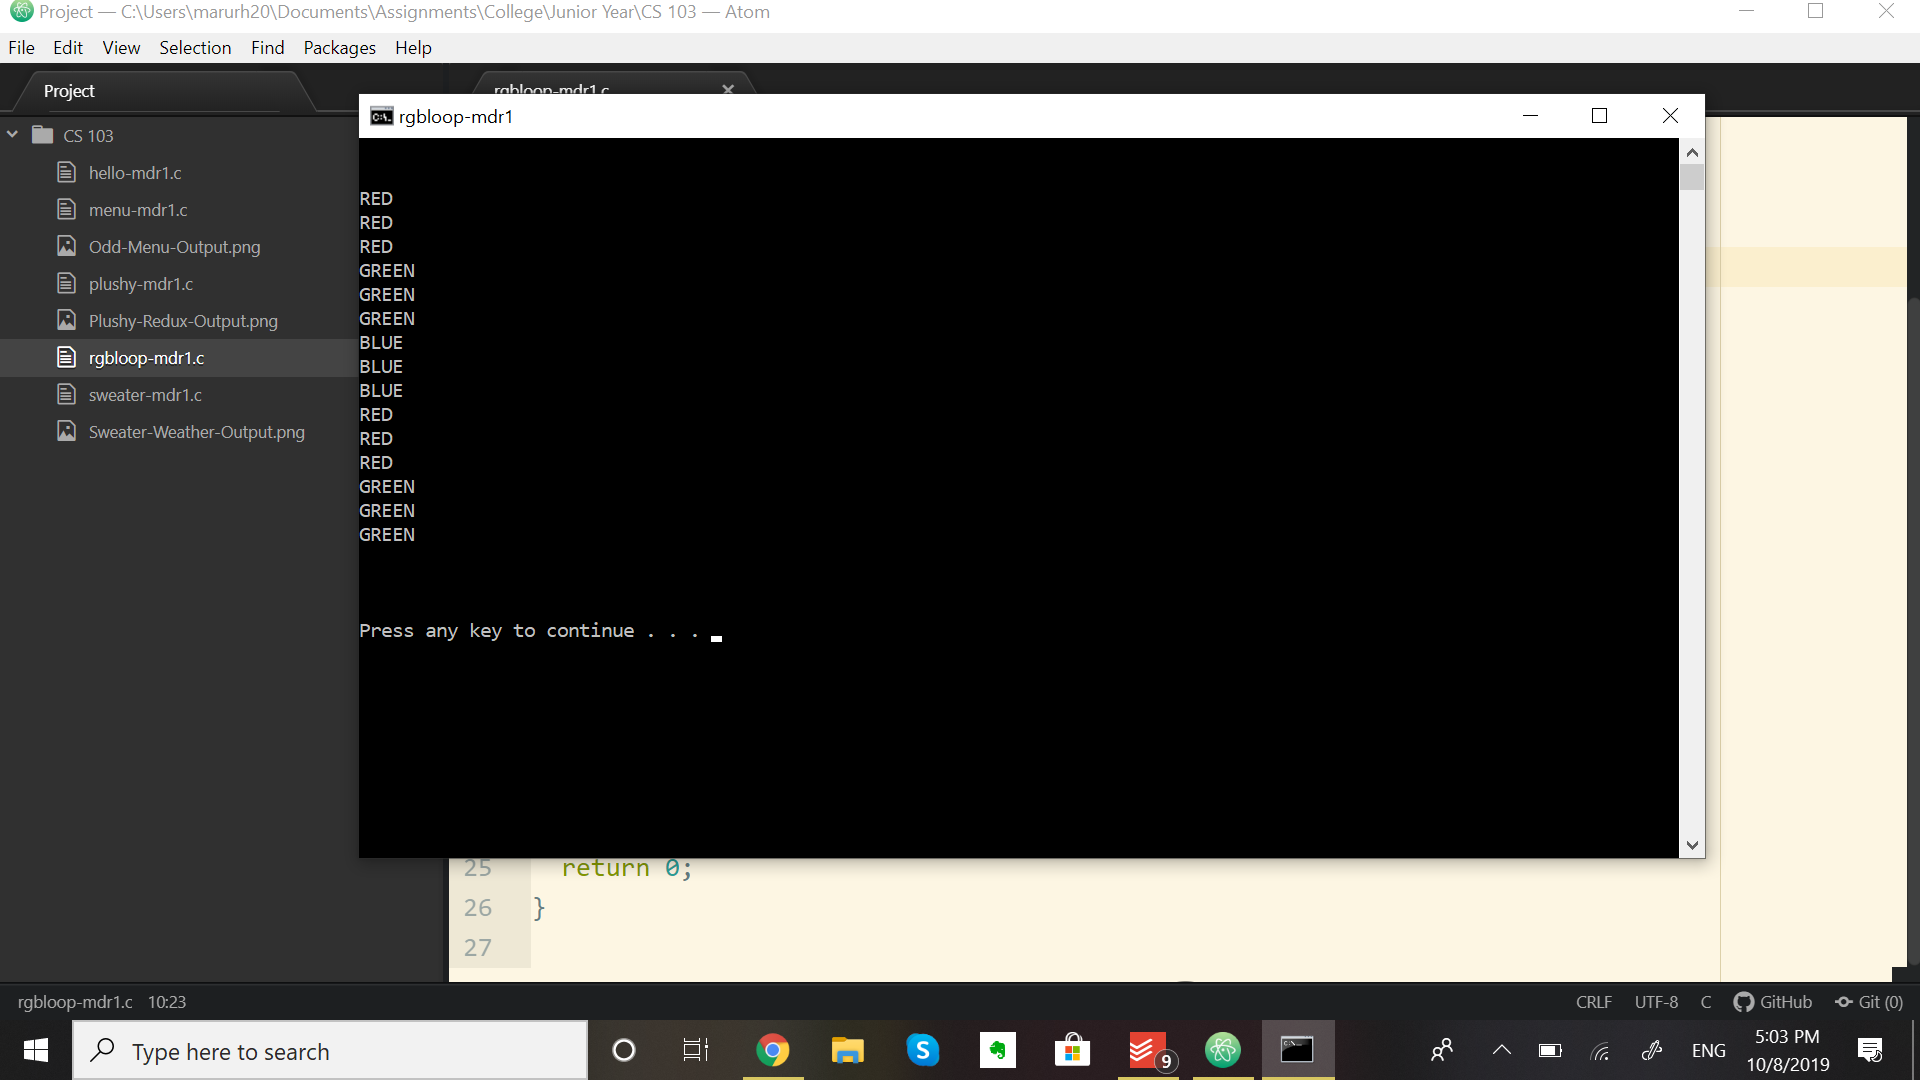 Project — C:\Users\marurh20\Documents\Assignments\College\Junior Year\CS 103 — Atom
File Edit View Selection Find Packages Help
Project
rgbloop-mdr1.c
CS 103
hello-mdr1.c
menu-mdr1.c
Odd-Menu-Output.png
plushy-mdr1.c
Plushy-Redux-Output.png
rgbloop-mdr1.c
sweater-mdr1.c
Sweater-Weather-Output.png
C:\.
rgbloop-mdr1
RED
RED
RED
GREEN
GREEN
GREEN
BLUE
BLUE
BLUE
RED
RED
RED
GREEN
GREEN
GREEN
Press any key to continue . . .
25 return 0;
26 }
27
rgbloop-mdr1.c 10:23
CRLF UTF-8 C GitHub Git (0)
Type here to search
S
9
ENG
5:03 PM
10/8/2019